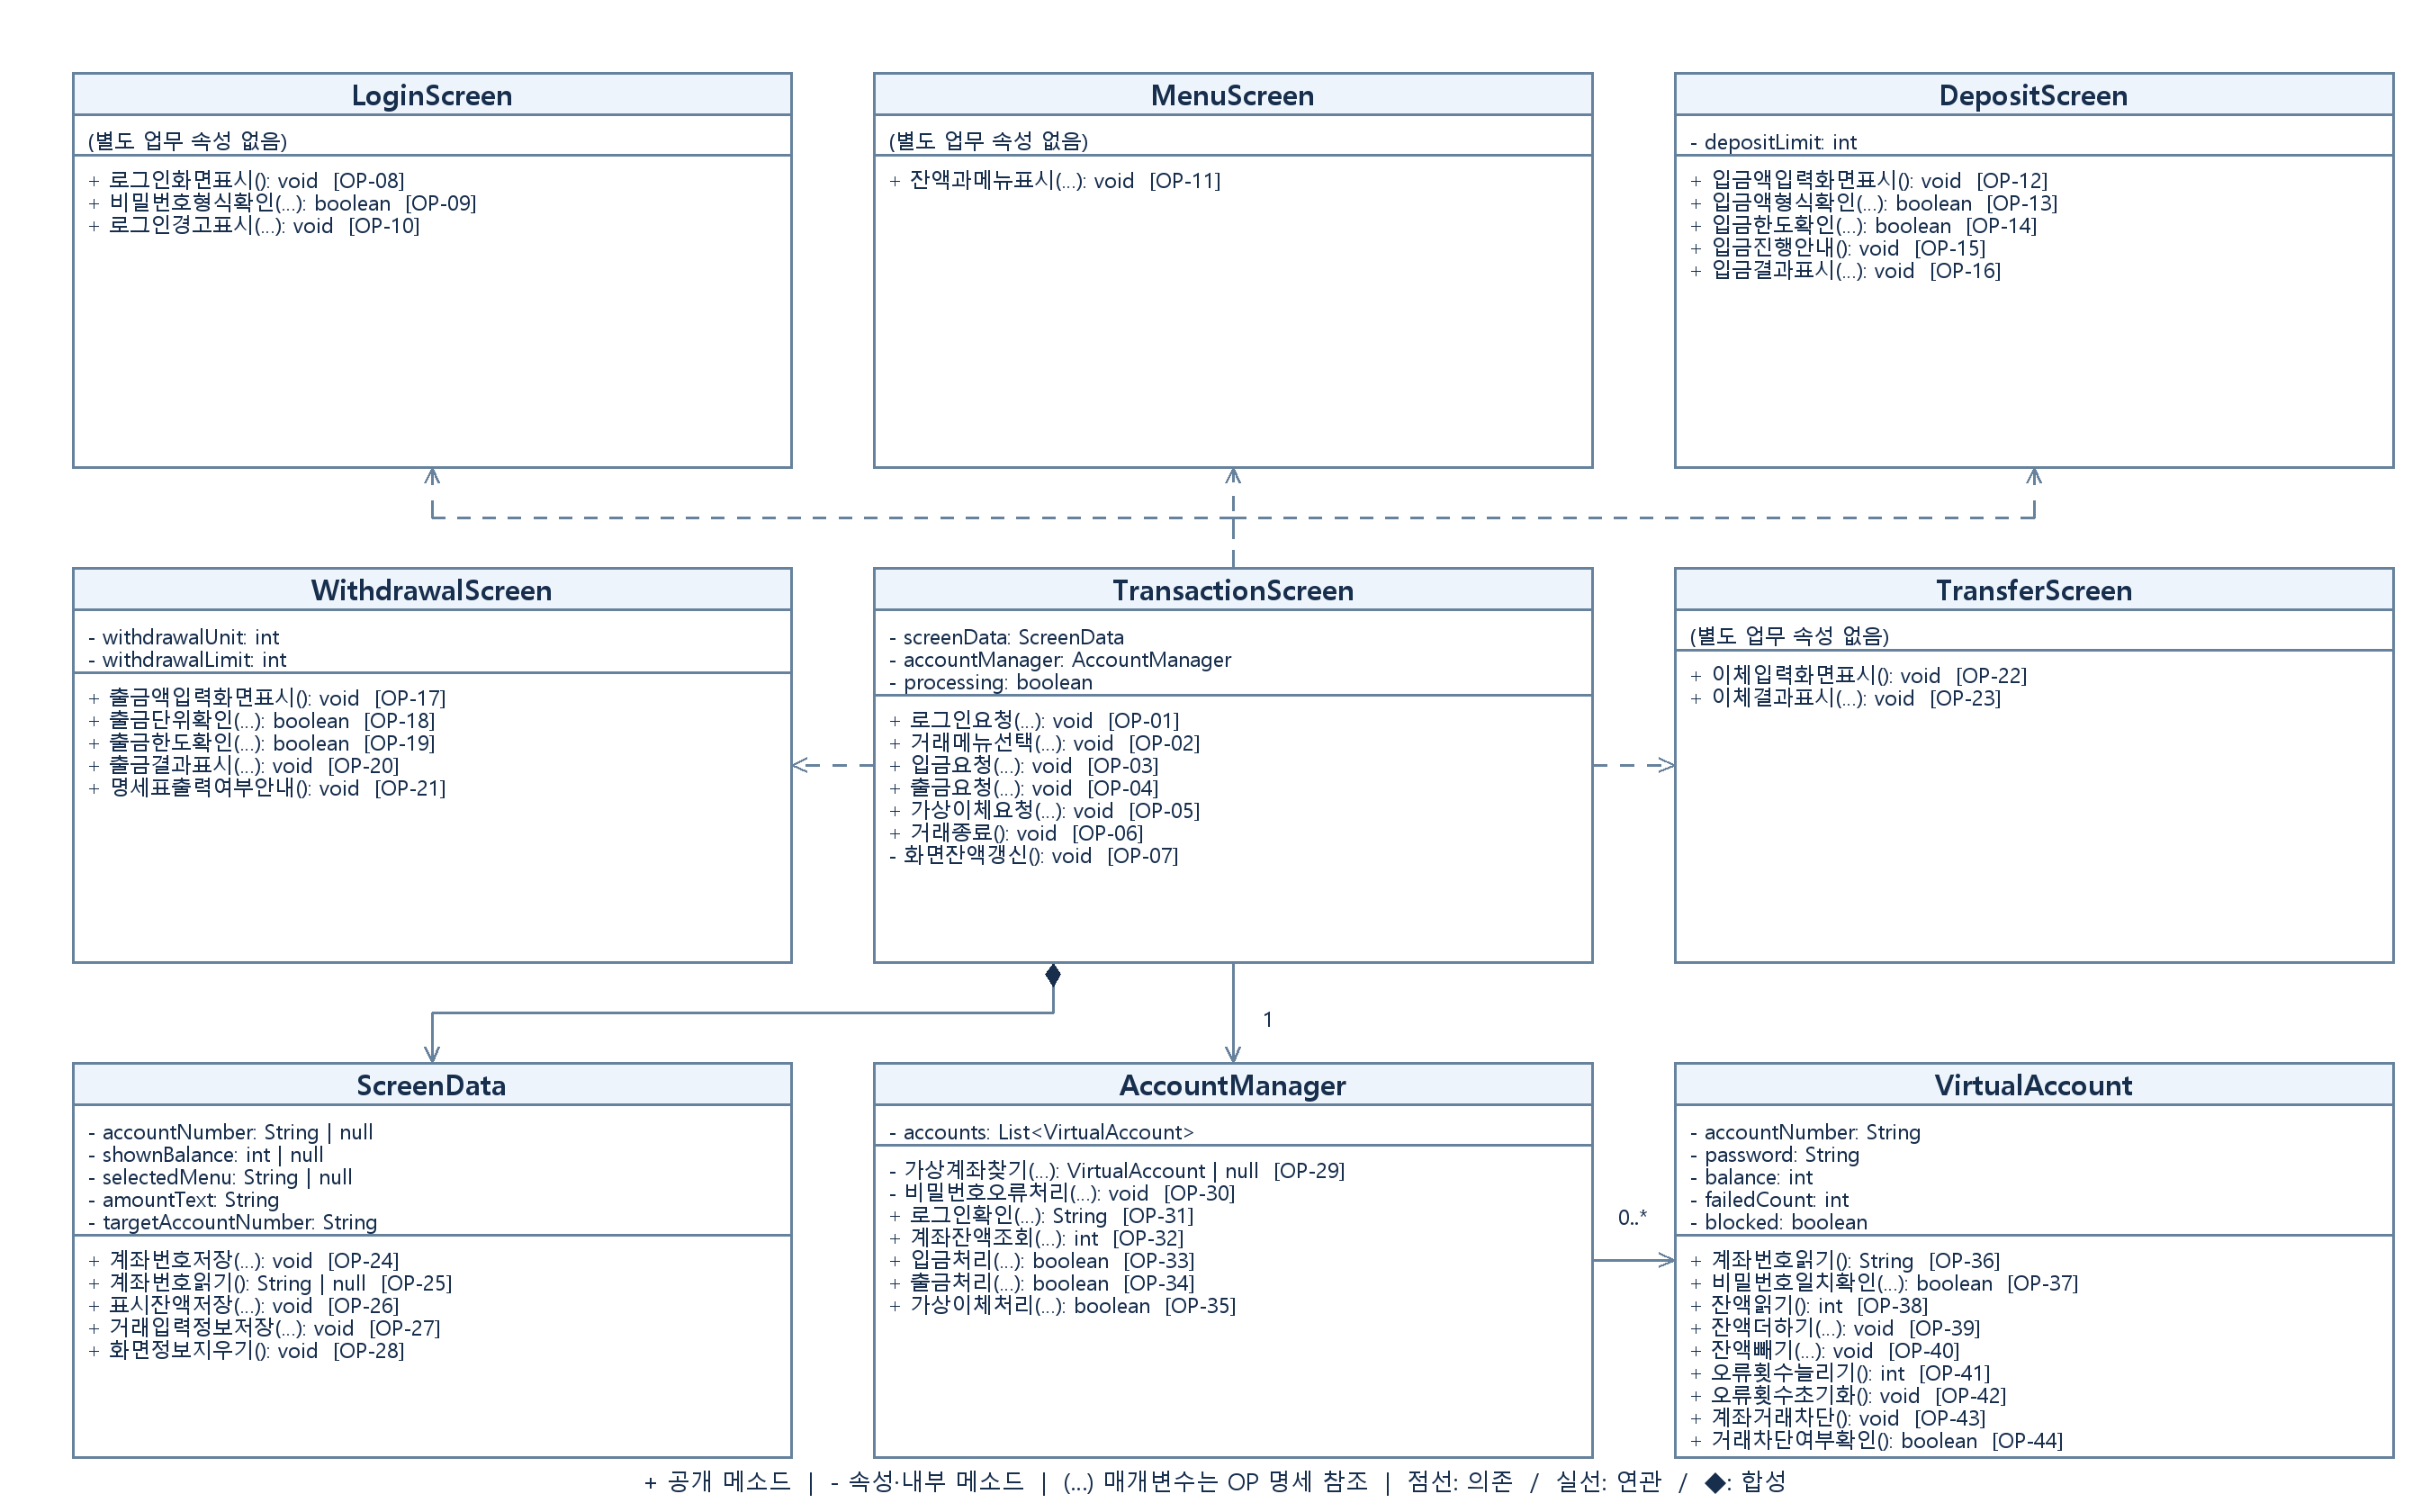 LoginScreen
(별도 업무 속성 없음)
+ 로그인화면표시(): void [OP-08]
+ 비밀번호형식확인(...): boolean [OP-09]
+ 로그인경고표시(...): void [OP-10]
MenuScreen
(별도 업무 속성 없음)
+ 잔액과메뉴표시(...): void [OP-11]
DepositScreen
- depositLimit: int
+ 입금액입력화면표시(): void [OP-12]
+ 입금액형식확인(...): boolean [OP-13]
+ 입금한도확인(...): boolean [OP-14]
+ 입금진행안내(): void [OP-15]
+ 입금결과표시(...): void [OP-16]
WithdrawalScreen
- withdrawalUnit: int
- withdrawalLimit: int
+ 출금액입력화면표시(): void [OP-17]
+ 출금단위확인(...): boolean [OP-18]
+ 출금한도확인(...): boolean [OP-19]
+ 출금결과표시(...): void [OP-20]
+ 명세표출력여부안내(): void [OP-21]
TransactionScreen
- screenData: ScreenData
- accountManager: AccountManager
- processing: boolean
+ 로그인요청(...): void [OP-01]
+ 거래메뉴선택(...): void [OP-02]
+ 입금요청(...): void [OP-03]
+ 출금요청(...): void [OP-04]
+ 가상이체요청(...): void [OP-05]
+ 거래종료(): void [OP-06]
- 화면잔액갱신(): void [OP-07]
TransferScreen
(별도 업무 속성 없음)
+ 이체입력화면표시(): void [OP-22]
+ 이체결과표시(...): void [OP-23]
1
ScreenData
- accountNumber: String | null
- shownBalance: int | null
- selectedMenu: String | null
- amountText: String
- targetAccountNumber: String
+ 계좌번호저장(...): void [OP-24]
+ 계좌번호읽기(): String | null [OP-25]
+ 표시잔액저장(...): void [OP-26]
+ 거래입력정보저장(...): void [OP-27]
+ 화면정보지우기(): void [OP-28]
AccountManager
- accounts: List<VirtualAccount>
- 가상계좌찾기(...): VirtualAccount | null [OP-29]
- 비밀번호오류처리(...): void [OP-30]
+ 로그인확인(...): String [OP-31]
+ 계좌잔액조회(...): int [OP-32]
+ 입금처리(...): boolean [OP-33]
+ 출금처리(...): boolean [OP-34]
+ 가상이체처리(...): boolean [OP-35]
0..*
VirtualAccount
- accountNumber: String
- password: String
- balance: int
- failedCount: int
- blocked: boolean
+ 계좌번호읽기(): String [OP-36]
+ 비밀번호일치확인(...): boolean [OP-37]
+ 잔액읽기(): int [OP-38]
+ 잔액더하기(...): void [OP-39]
+ 잔액빼기(...): void [OP-40]
+ 오류횟수늘리기(): int [OP-41]
+ 오류횟수초기화(): void [OP-42]
+ 계좌거래차단(): void [OP-43]
+ 거래차단여부확인(): boolean [OP-44]
+ 공개 메소드 | - 속성·내부 메소드 | (...) 매개변수는 OP 명세 참조 | 점선: 의존 / 실선: 연관 / ◆: 합성